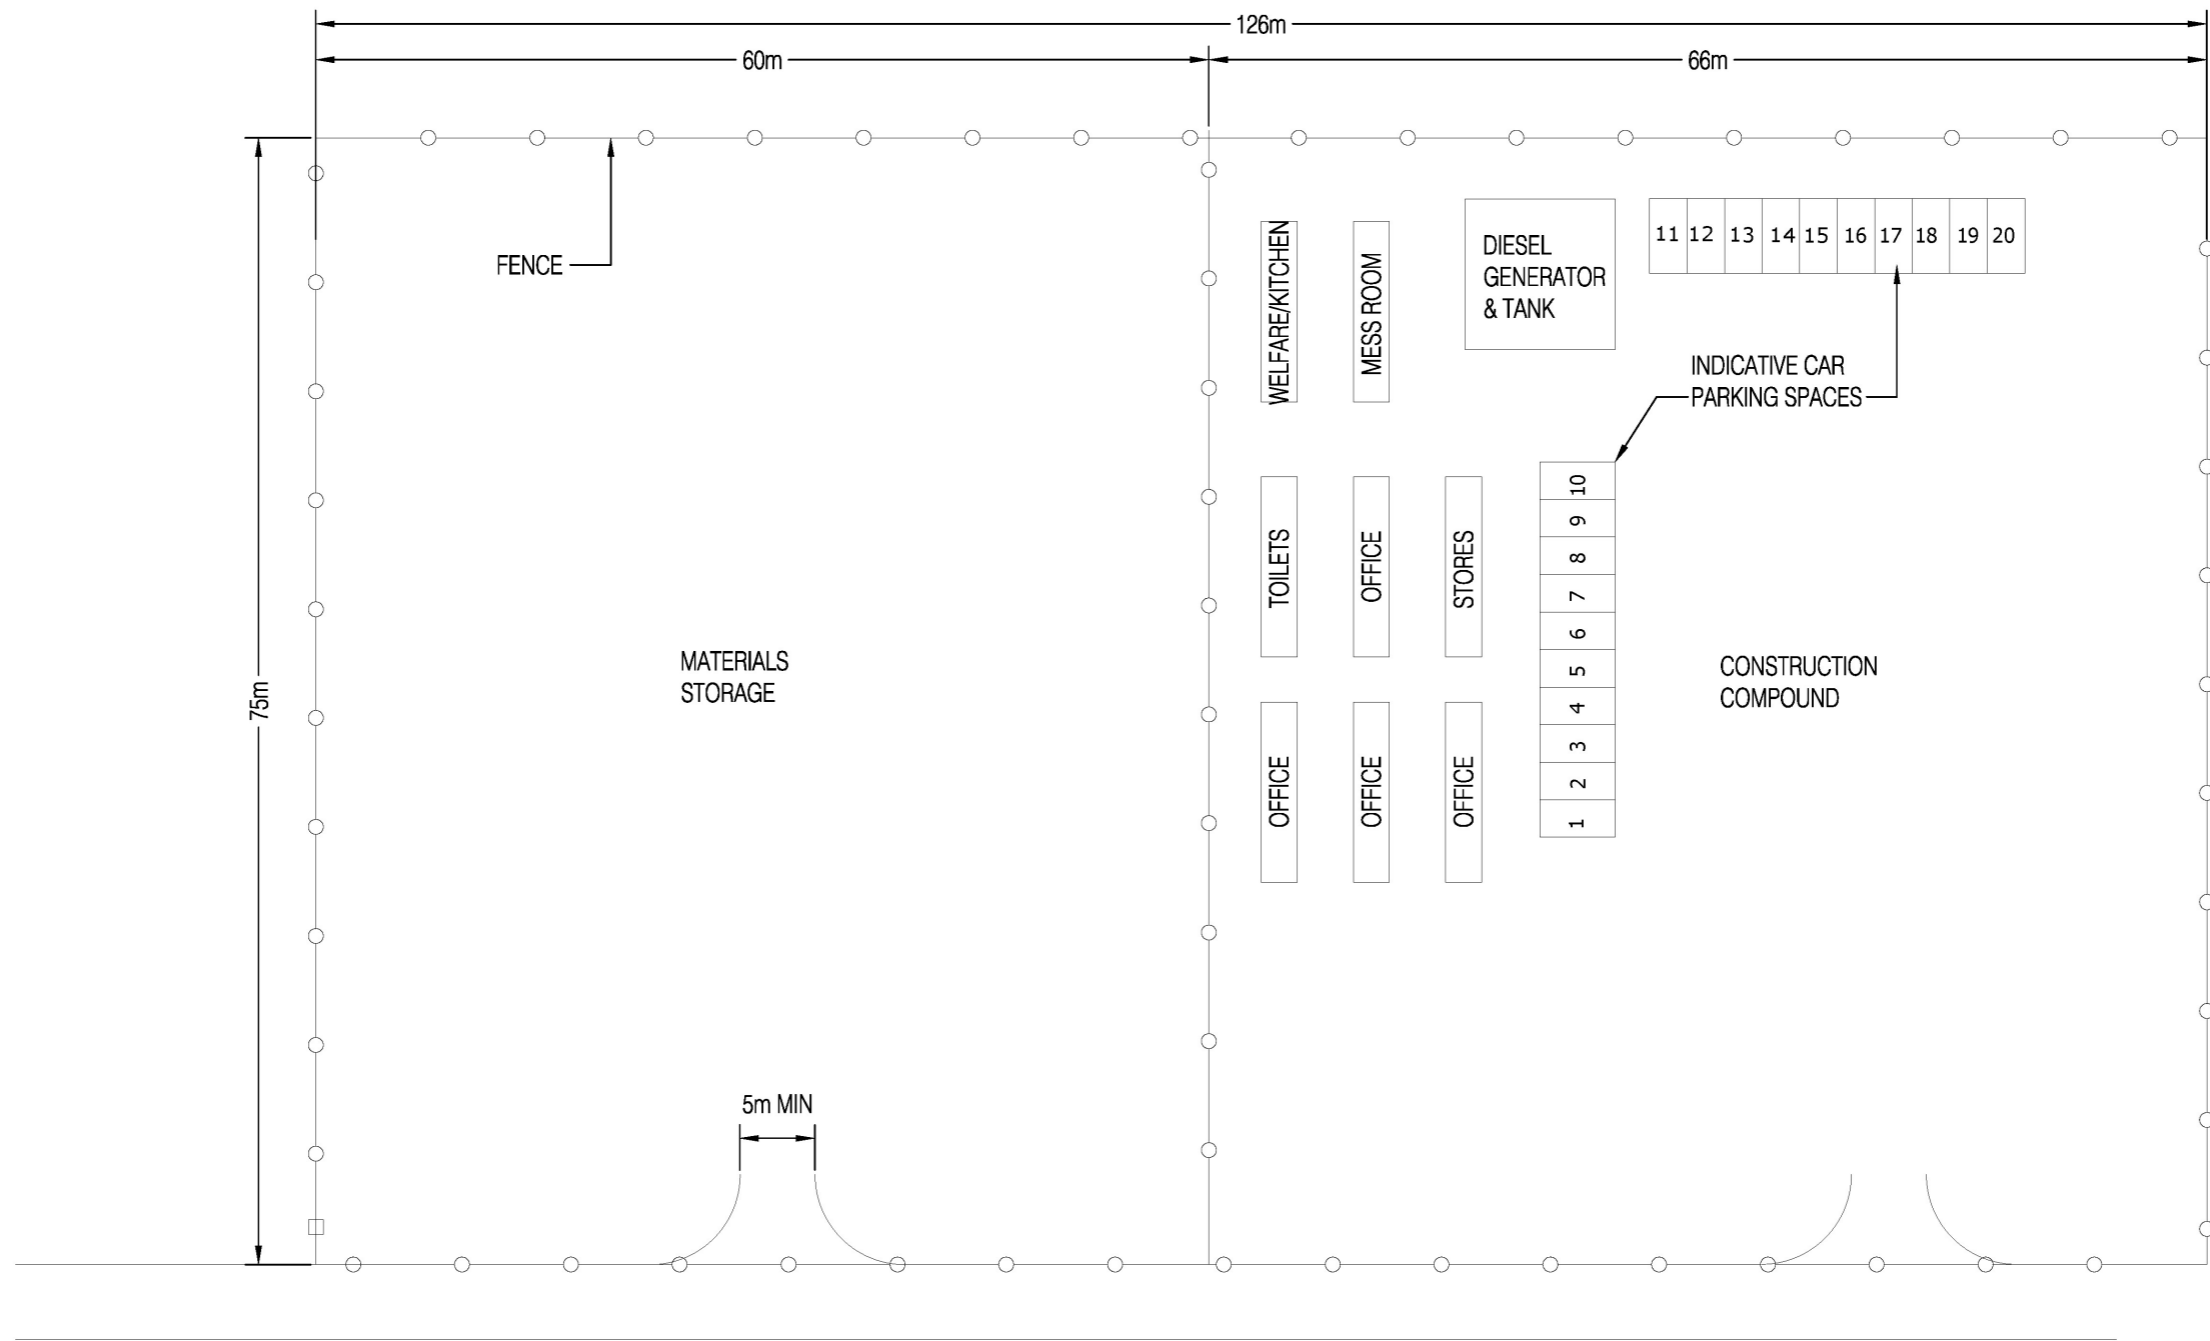 126m
60m
66m
FENCE
WELFARE/KITCHEN
MESS ROOM
DIESEL
GENERATOR
& TANK
11 12 13 14 15 16 17 18 19 20
INDICATIVE CAR
PARKING SPACES
TOILETS
OFFICE
STORES
10
9
8
7
6
5
4
3
2
1
MATERIALS
STORAGE
CONSTRUCTION
COMPOUND
75m
OFFICE
OFFICE
OFFICE
5m MIN